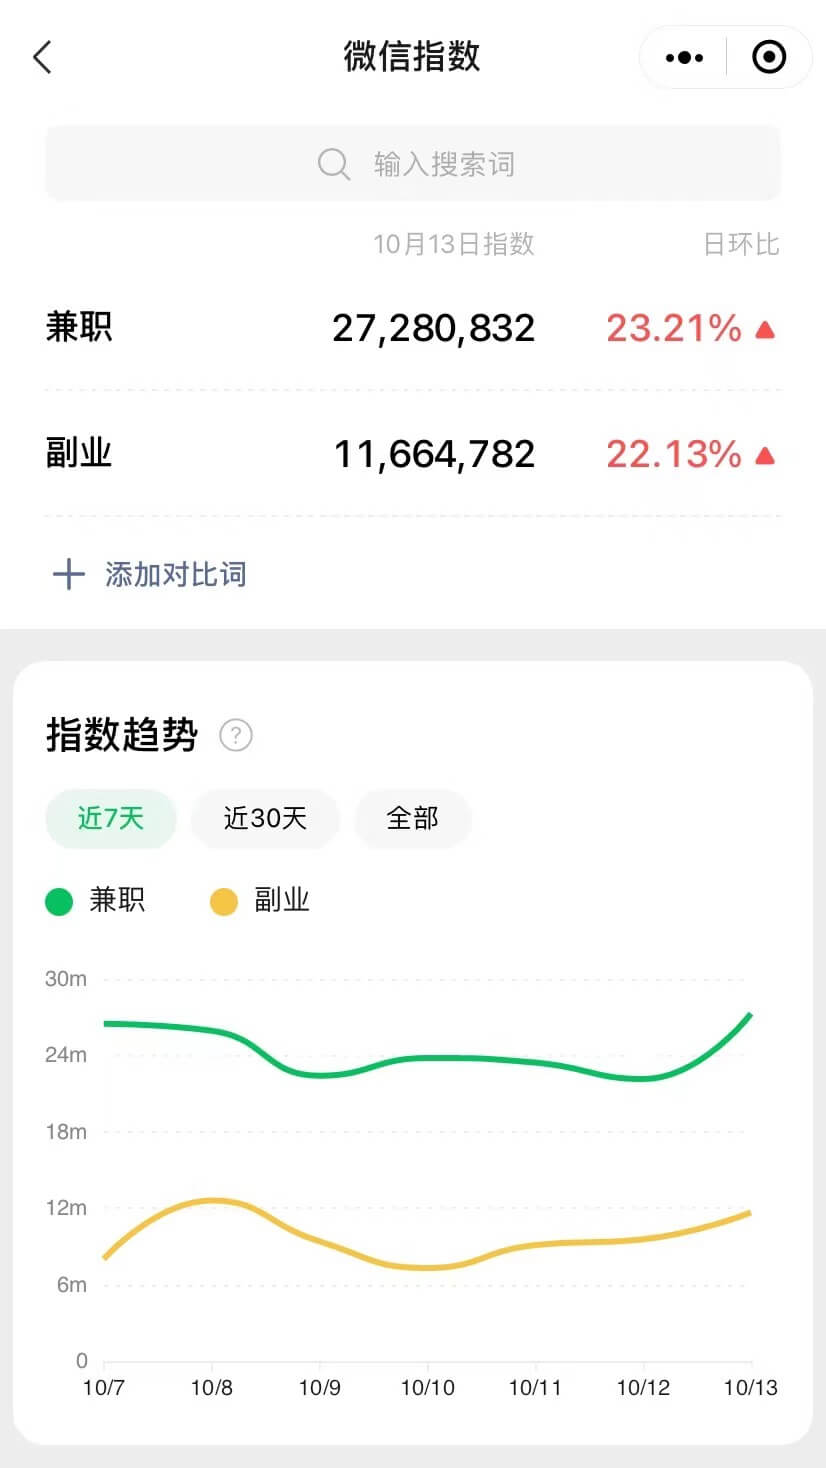 微信指数
输入搜索词
10月13日指数 日环比
兼职 27,280,832 23.21%
副业 11,664,782 22.13%
添加对比词
指数趋势 ?
近7天 近30天 全部
兼职 副业
30m
24m
18m
12m
6m
0
10/7 10/8 10/9 10/10 10/11 10/12 10/13